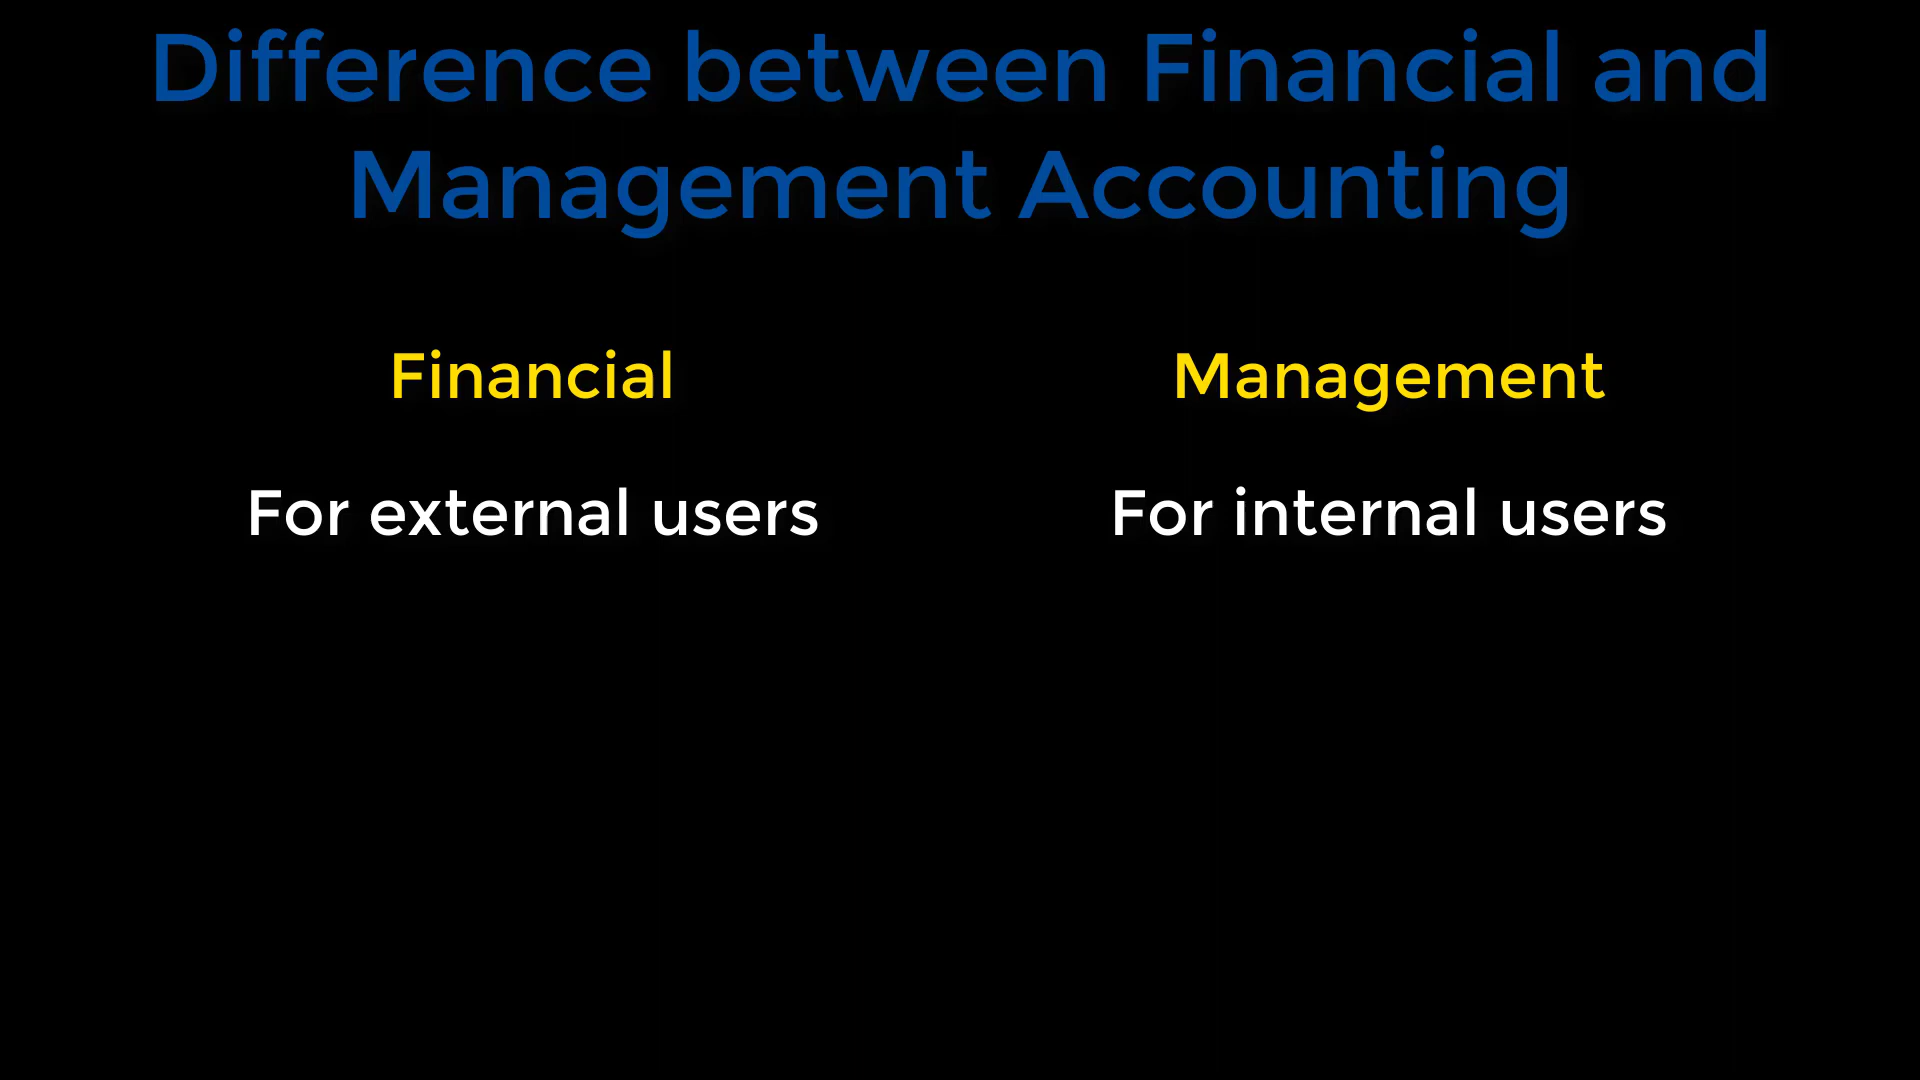 Difference between Financial and
Management Accounting
Financial
Management
For external users
For internal users